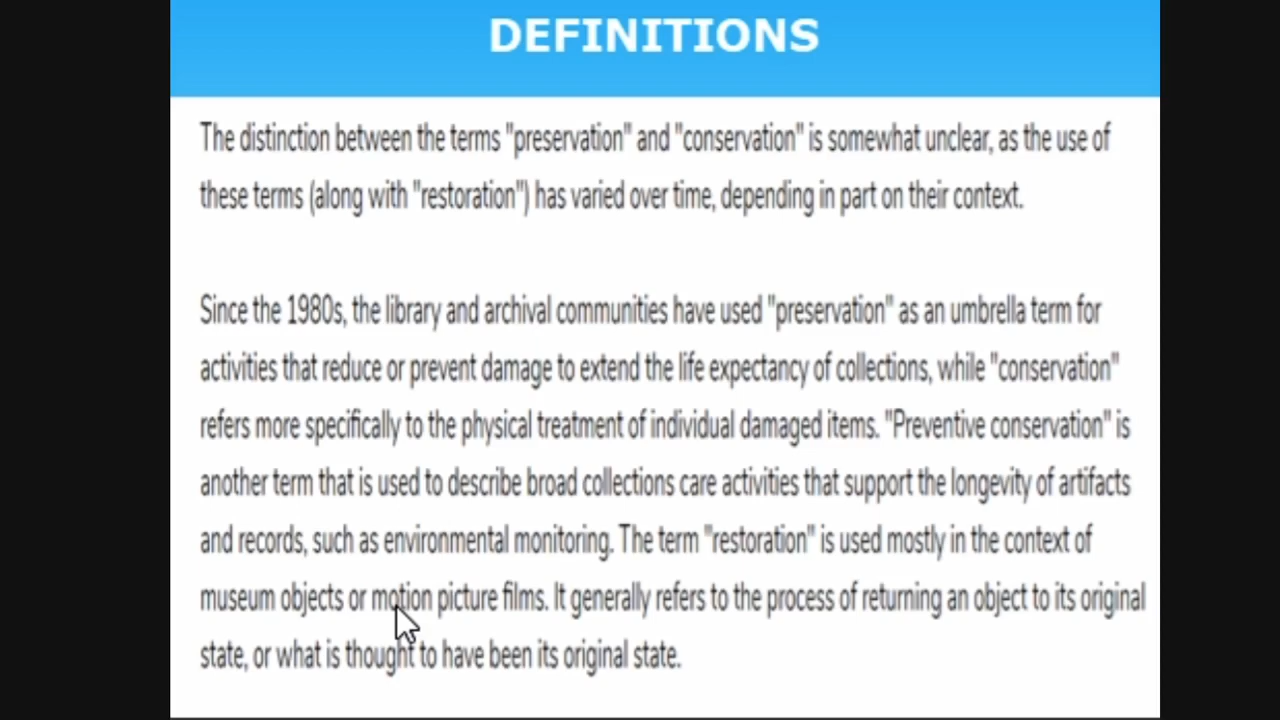 DEFINITIONS
The distinction between the terms "preservation" and "conservation" is somewhat unclear, as the use of
these terms (along with "restoration") has varied over time, depending in part on their context.
Since the 1980s, the library and archival communities have used "preservation" as an umbrella term for
activities that reduce or prevent damage to extend the life expectancy of collections, while "conservation"
refers more specifically to the physical treatment of individual damaged items. "Preventive conservation" is
another term that is used to describe broad collections care activities that support the longevity of artifacts
and records, such as environmental monitoring. The term "restoration" is used mostly in the context of
museum objects or motion picture films. It generally refers to the process of returning an object to its original
state, or what is thought to have been its original state.